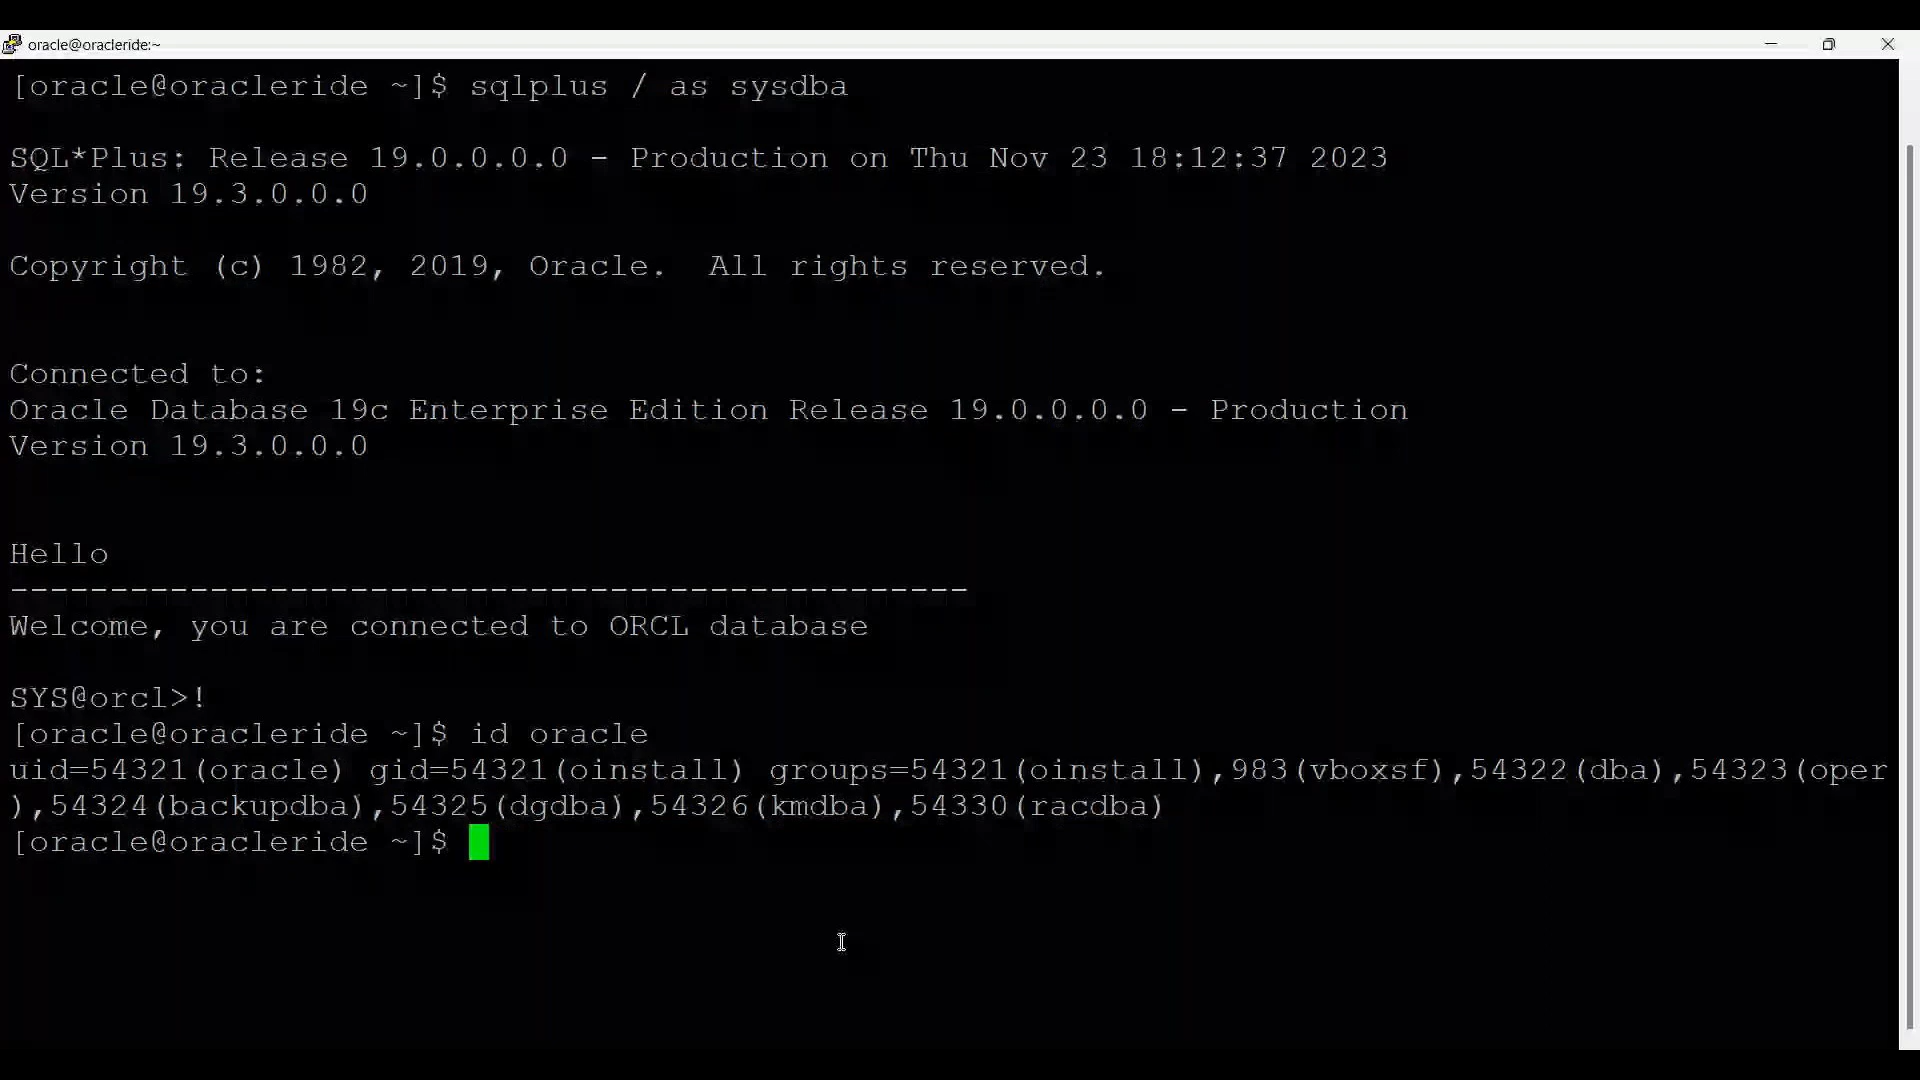 oracle@oracleride:~
[oracle@oracleride ~]$ sqlplus / as sysdba
SQL*Plus: Release 19.0.0.0.0 - Production on Thu Nov 23 18:12:37 2023
Version 19.3.0.0.0
Copyright (c) 1982, 2019, Oracle.  All rights reserved.
Connected to:
Oracle Database 19c Enterprise Edition Release 19.0.0.0.0 - Production
Version 19.3.0.0.0
Hello
------------------------------------------------
Welcome, you are connected to ORCL database
SYS@orcl>!
[oracle@oracleride ~]$ id oracle
uid=54321(oracle) gid=54321(oinstall) groups=54321(oinstall),983(vboxsf),54322(dba),54323(oper
),54324(backupdba),54325(dgdba),54326(kmdba),54330(racdba)
[oracle@oracleride ~]$